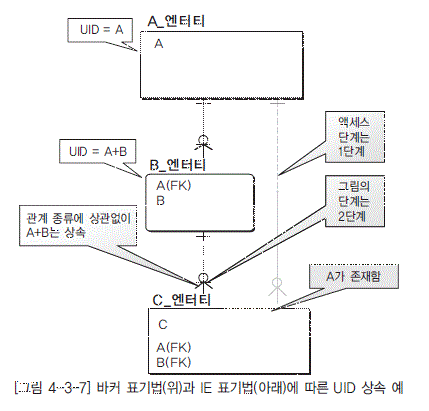 A_엔터티
UID = A
A
액세스
단계는
1단계
UID = A+B
B_엔터티
A(FK)
B
그림의
단계는
2단계
관계 종류에 상관없이
A+B는 상속
A가 존재함
C_엔터티
C
A(FK)
B(FK)
[그림 4-3-7] 바커 표기법(위)과 IE 표기법(아래)에 따른 UID 상속 예